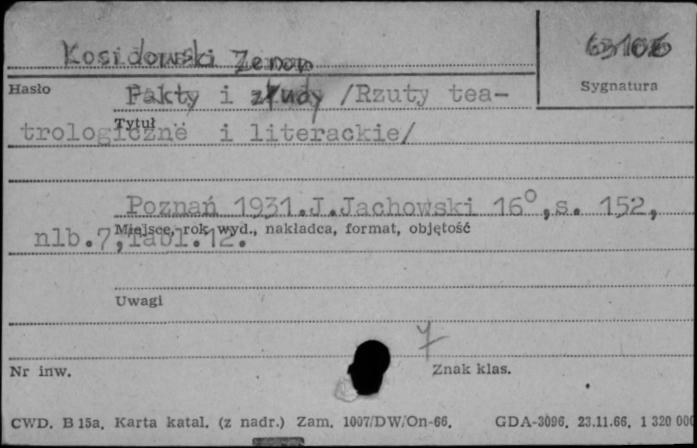 Kosidowski Zenon
63106
Hasło
Sygnatura
Fakty i złudy /Rzuty tea-
Tytuł
trologiczne i literackie/
Poznań 1931.J.Jachowski 16°,s. 152,
Miejsce, rok wyd., nakładca, format, objętość
nlb.7,Tabl.12.
Uwagi
Nr inw.
Znak klas.
CWD. B 15a. Karta katal. (z nadr.) Zam. 1007/DW/On-66. GDA-3096. 23.11.66. 1 320 000